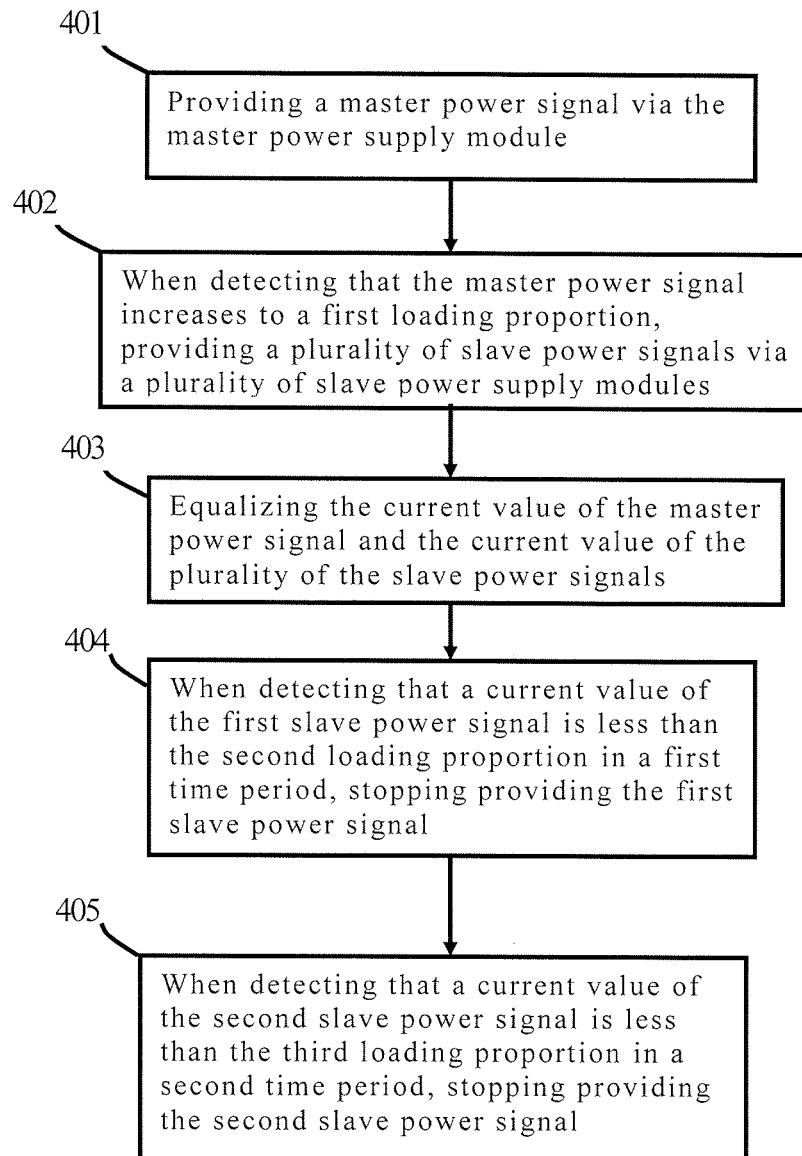 401
Providing a master power signal via the
master power supply module
402
When detecting that the master power signal
increases to a first loading proportion,
providing a plurality of slave power signals via
a plurality of slave power supply modules
403
Equalizing the current value of the master
power signal and the current value of the
plurality of the slave power signals
404
When detecting that a current value of
the first slave power signal is less than
the second loading proportion in a first
time period, stopping providing the first
slave power signal
405
When detecting that a current value of
the second slave power signal is less
than the third loading proportion in a
second time period, stopping providing
the second slave power signal